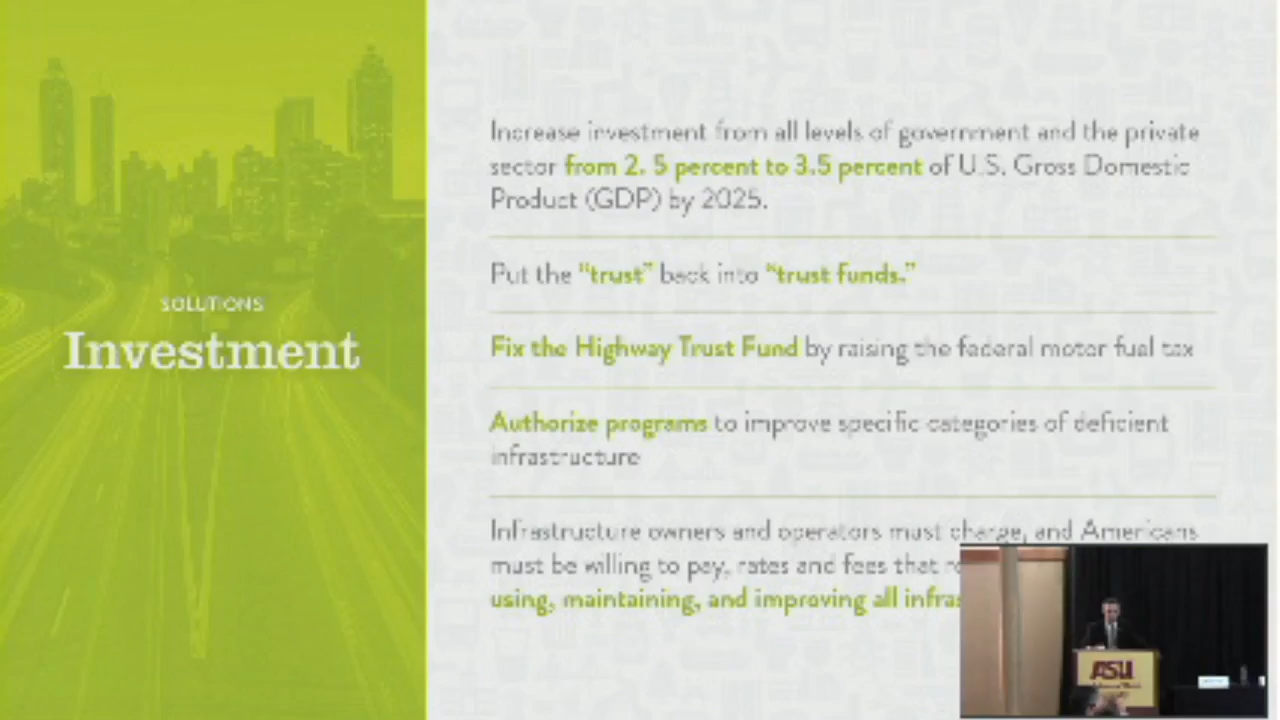 SOLUTIONS
Investment
Increase investment from all levels of government and the private
sector from 2. 5 percent to 3.5 percent of U.S. Gross Domestic
Product (GDP) by 2025.
Put the “trust” back into “trust funds.”
Fix the Highway Trust Fund by raising the federal motor fuel tax
Authorize programs to improve specific categories of deficient
infrastructure
Infrastructure owners and operators must charge, and Americans
must be willing to pay, rates and fees that
using, maintaining, and improving all
ASU